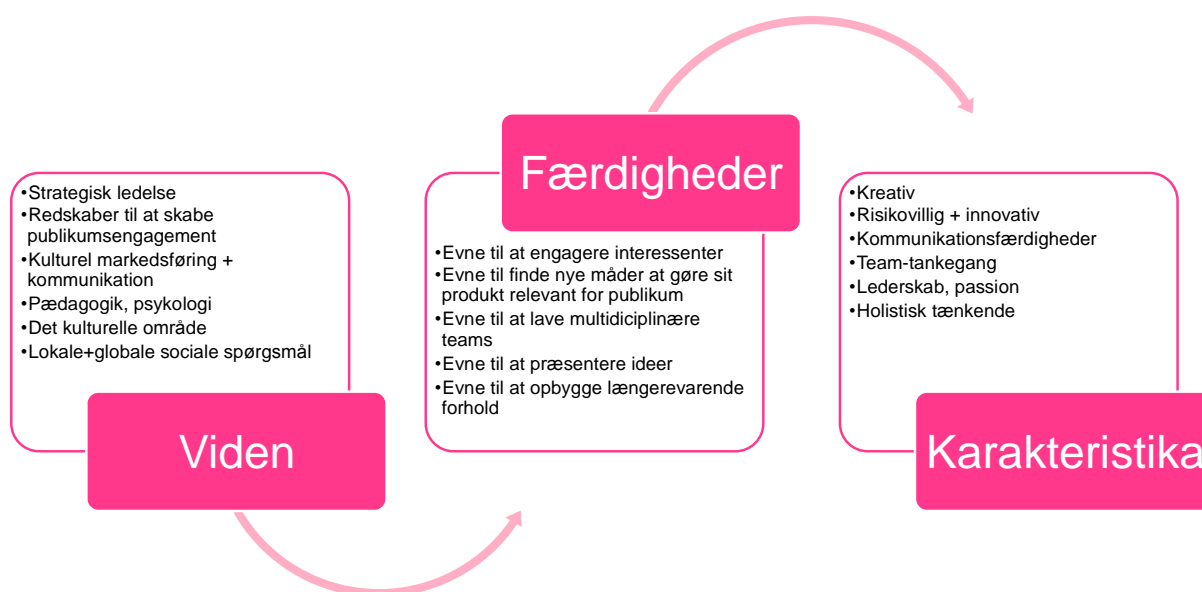 •Strategisk ledelse
•Redskaber til at skabe
publikumsengagement
•Kulturel markedsføring +
kommunikation
•Pædagogik, psykologi
•Det kulturelle område
•Lokale+globale sociale spørgsmål
Viden
Færdigheder
•Evne til at engagere interessenter
•Evne til finde nye måder at gøre sit
produkt relevant for publikum
•Evne til at lave multidiciplinære
teams
•Evne til at præsentere ideer
•Evne til at opbygge længerevarende
forhold
•Kreativ
•Risikovillig + innovativ
•Kommunikationsfærdigheder
•Team-tankegang
•Lederskab, passion
•Holistisk tænkende
Karakteristika